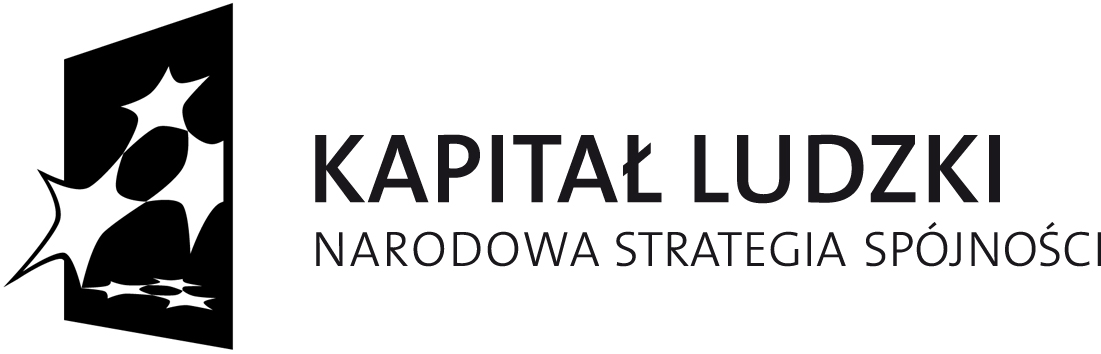 KAPITAŁ LUDZKI
NARODOWA STRATEGIA SPÓJNOŚCI